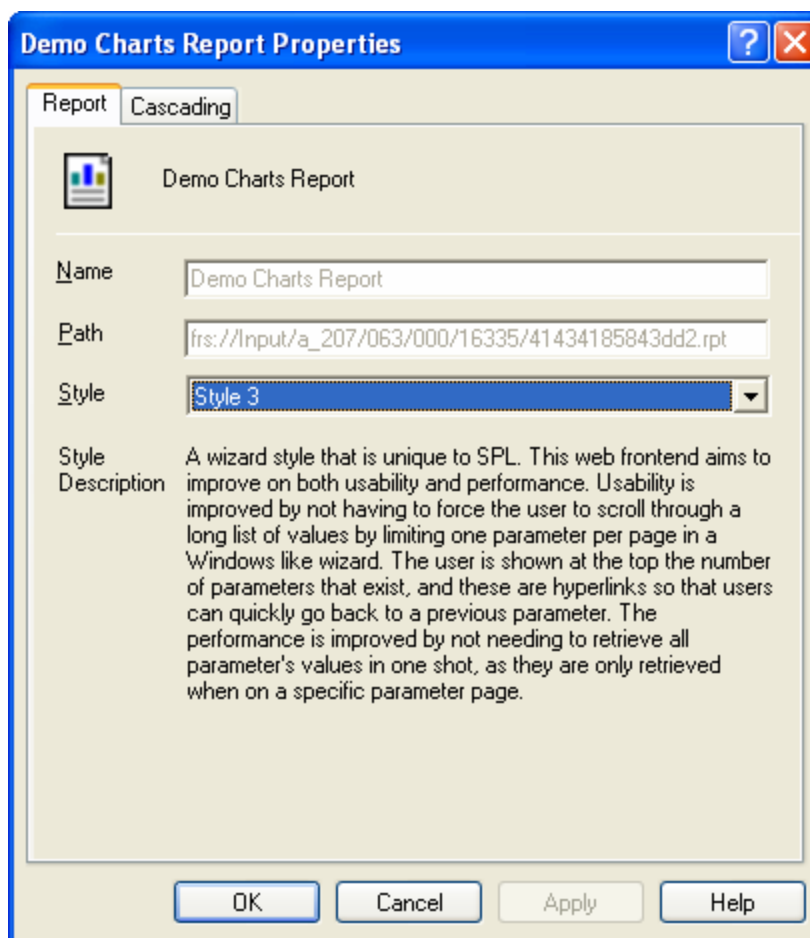 Demo Charts Report Properties
?
Report
Cascading
Demo Charts Report
Name
Demo Charts Report
Path
frs://Input/a_207/063/000/16335/41434185843dd2.rpt
Style
Style 3
Style Description
A wizard style that is unique to SPL. This web frontend aims to
improve on both usability and performance. Usability is
improved by not having to force the user to scroll through a
long list of values by limiting one parameter per page in a
Windows like wizard. The user is shown at the top the number
of parameters that exist, and these are hyperlinks so that users
can quickly go back to a previous parameter. The
performance is improved by not needing to retrieve all
parameter's values in one shot, as they are only retrieved
when on a specific parameter page.
OK
Cancel
Apply
Help